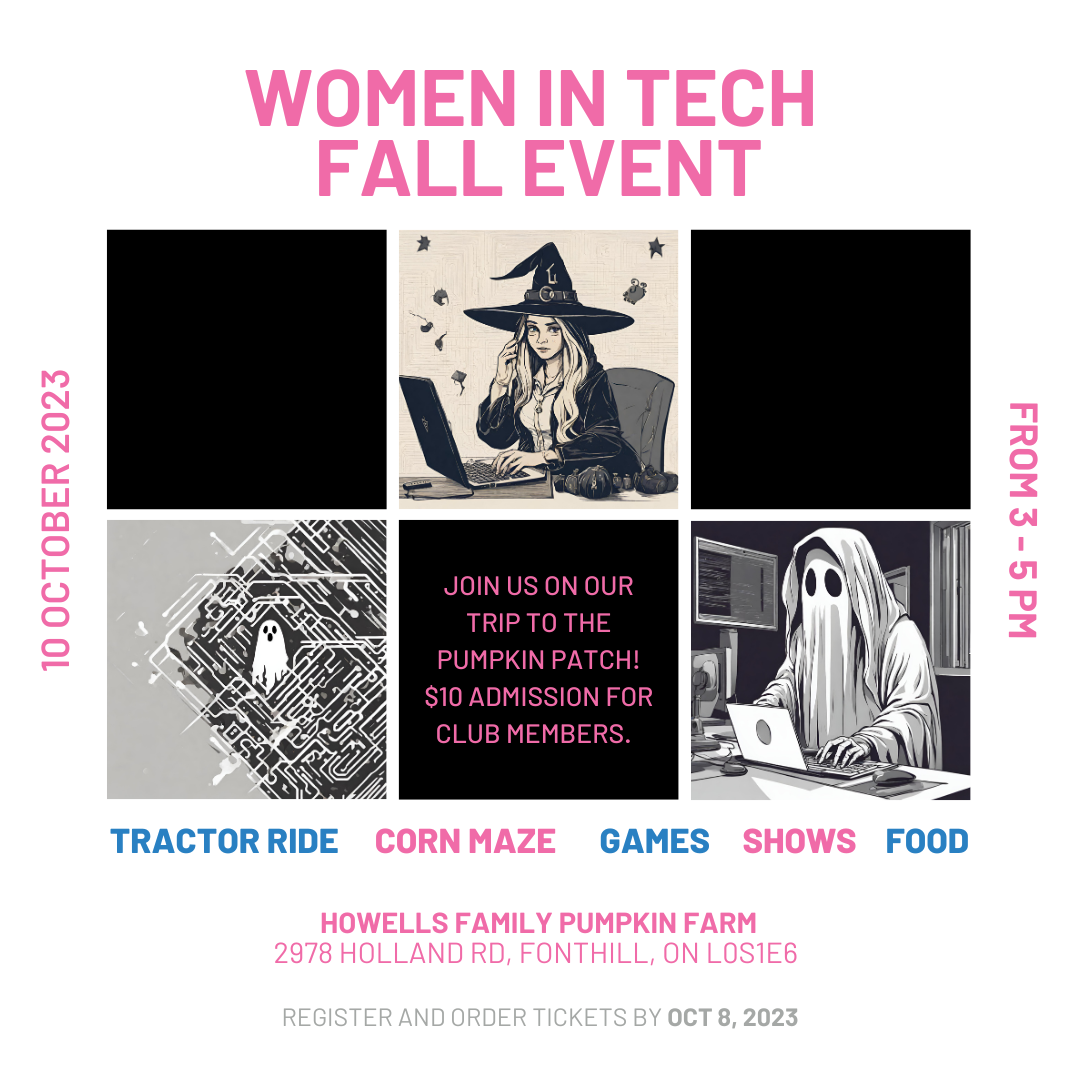 WOMEN IN TECH
FALL EVENT
10 OCTOBER 2023
FROM 3 - 5 PM
JOIN US ON OUR
TRIP TO THE
PUMPKIN PATCH!
$10 ADMISSION FOR
CLUB MEMBERS.
TRACTOR RIDE CORN MAZE GAMES SHOWS FOOD
HOWELLS FAMILY PUMPKIN FARM
2978 HOLLAND RD, FONTHILL, ON L0S1E6
REGISTER AND ORDER TICKETS BY OCT 8, 2023